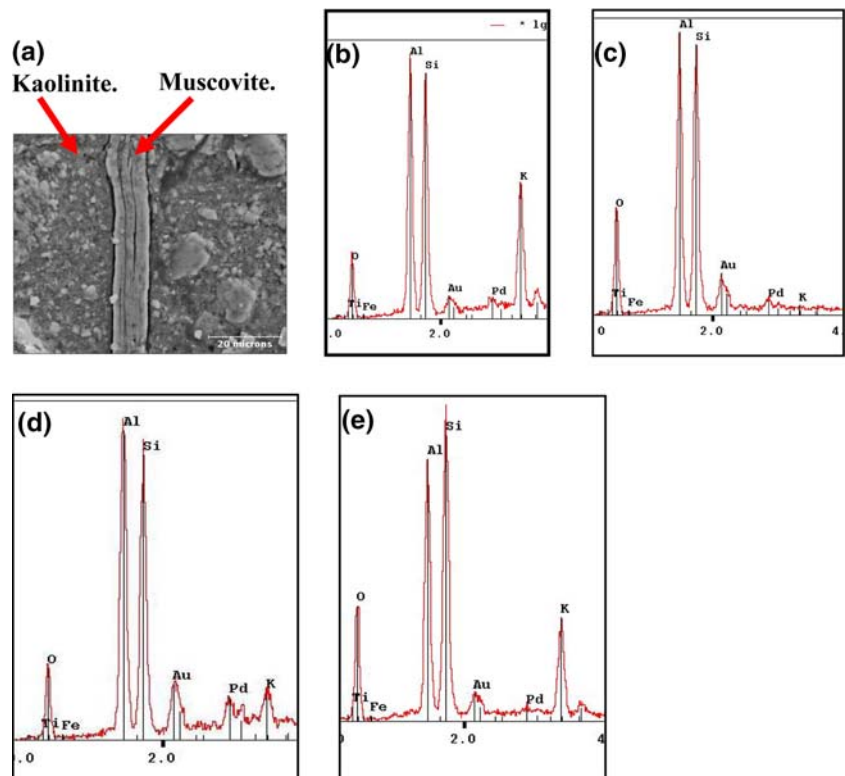 (a)
Kaolinite. Muscovite.
20 microns
(b)
* 1g
Al
Si
K
O
Au
Pd
Ti Fe
.0 2.0
(c)
Al
Si
O
Au
Pd
K
Ti
Fe
0 2.0 4.
(d)
Al
Si
O
Au
Pd
K
Ti Fe
.0 2.0
(e)
Si
Al
O
K
Au
Pd
Ti
Fe
.0 2.0 4